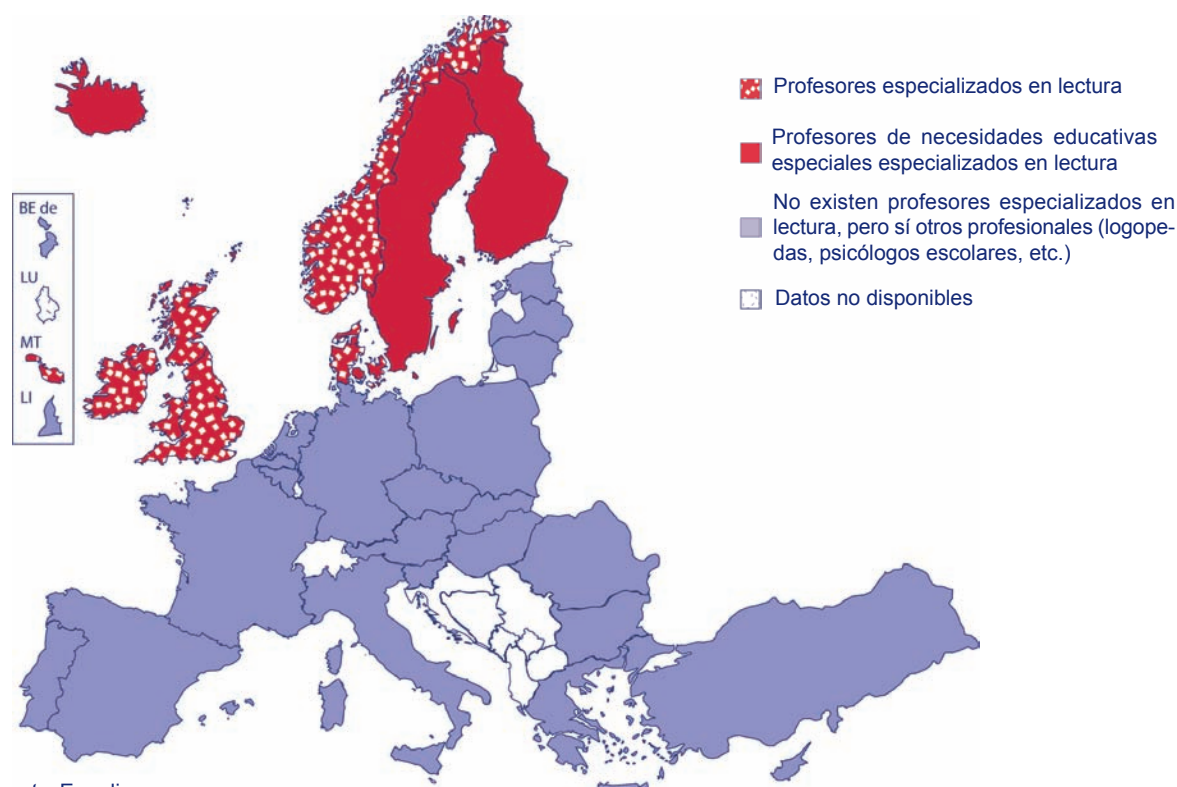 Profesores especializados en lectura
Profesores de necesidades educativas
especiales especializados en lectura
No existen profesores especializados en
lectura, pero sí otros profesionales (logope-
das, psicólogos escolares, etc.)
Datos no disponibles
BE de
LU
MT
LI